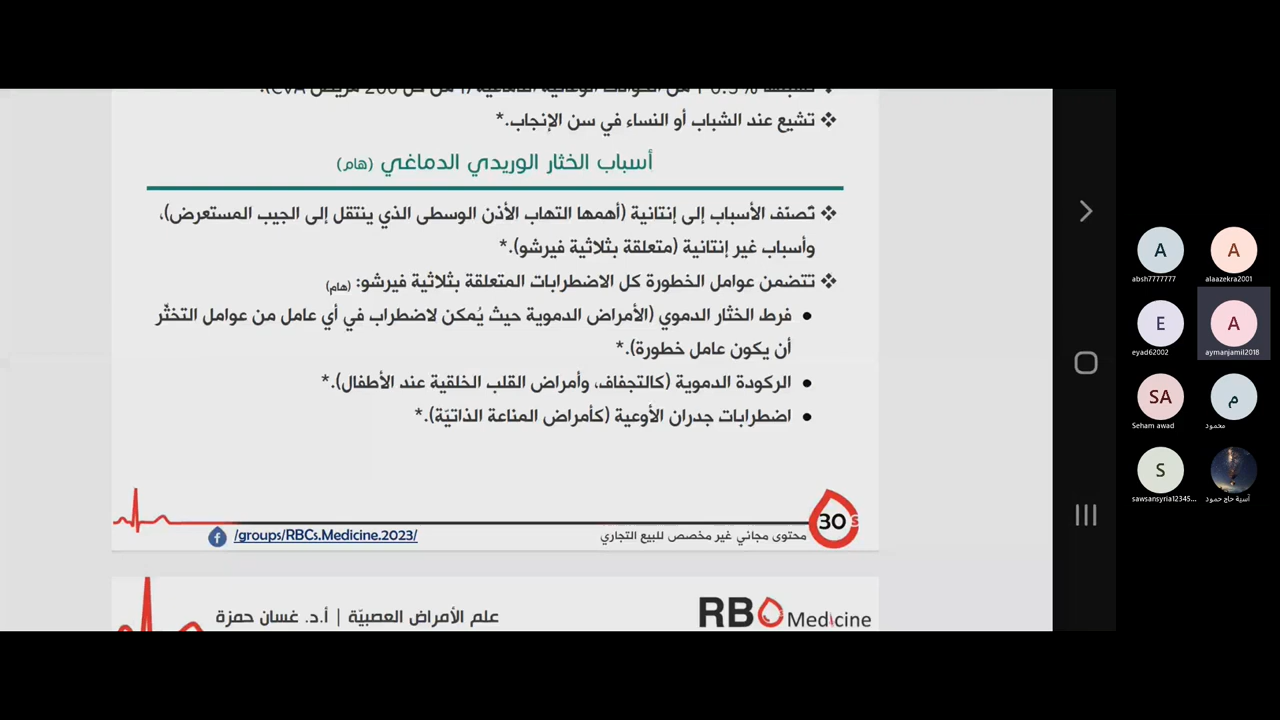 ❖ تشيع عند الشباب أو النساء في سن الإنجاب.*
أسباب الخثار الوريدي الدماغي (هام)
❖ تُصنّف الأسباب إلى إنتانية (أهمها التهاب الأذن الوسطى الذي ينتقل إلى الجيب المستعرض)،
وأسباب غير إنتانية (متعلقة بثلاثية فيرشو).*
❖ تتضمن عوامل الخطورة كل الاضطرابات المتعلقة بثلاثية فيرشو: (هام)
● فرط الخثار الدموي (الأمراض الدموية حيث يُمكن لاضطراب في أي عامل من عوامل التخثّر
أن يكون عامل خطورة).*
● الركودة الدموية (كالتجفاف، وأمراض القلب الخلقية عند الأطفال).*
● اضطرابات جدران الأوعية (كأمراض المناعة الذاتيّة).*
30
محتوى مجاني غير مخصص للبيع التجاري
/groups/RBCs.Medicine.2023/
RB Medicine
علم الأمراض العصبيّة | أ.د. غسان حمزة
A
absh7777777
A
alaazekra2001
E
eyad62002
A
aymanjamil2018
SA
Seham awad
م
محمود
S
sawsansyria12345...
آسية حاج حمود